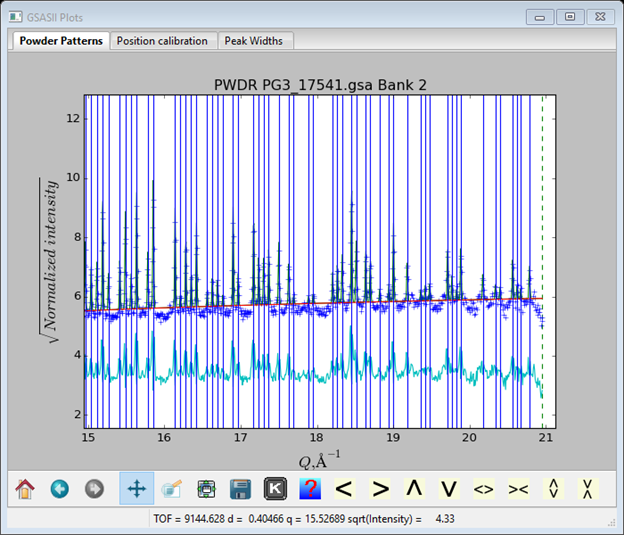 GSASII Plots
Powder Patterns Position calibration Peak Widths
PWDR PG3_17541.gsa Bank 2
√Normalized intensity
12
10
8
6
4
2
15 16 17 18 19 20 21
Q,Å⁻¹
K ? < > Λ V <> >< 
TOF = 9144.628 d = 0.40466 q = 15.52689 sqrt(Intensity) = 4.33